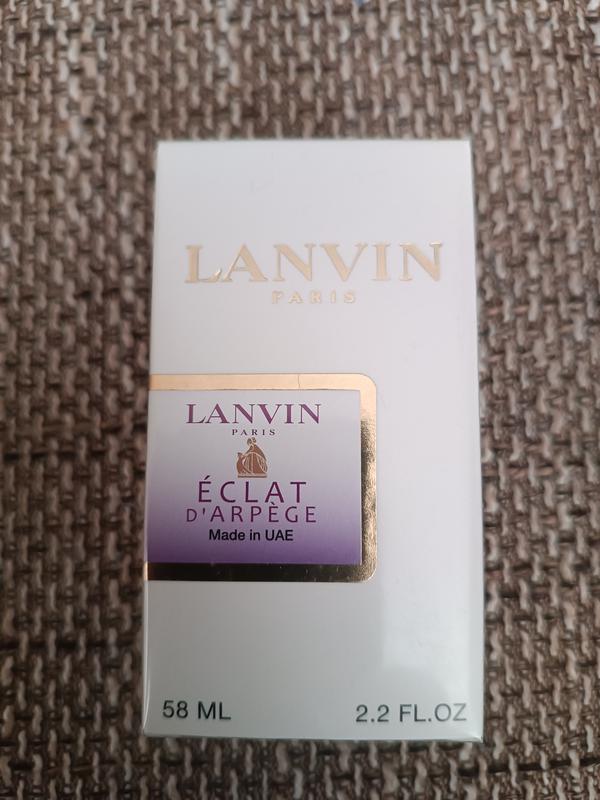 LANVIN
PARIS
LANVIN
PARIS
ÉCLAT
D'ARPÈGE
Made in UAE
58 ML 2.2 FL.OZ